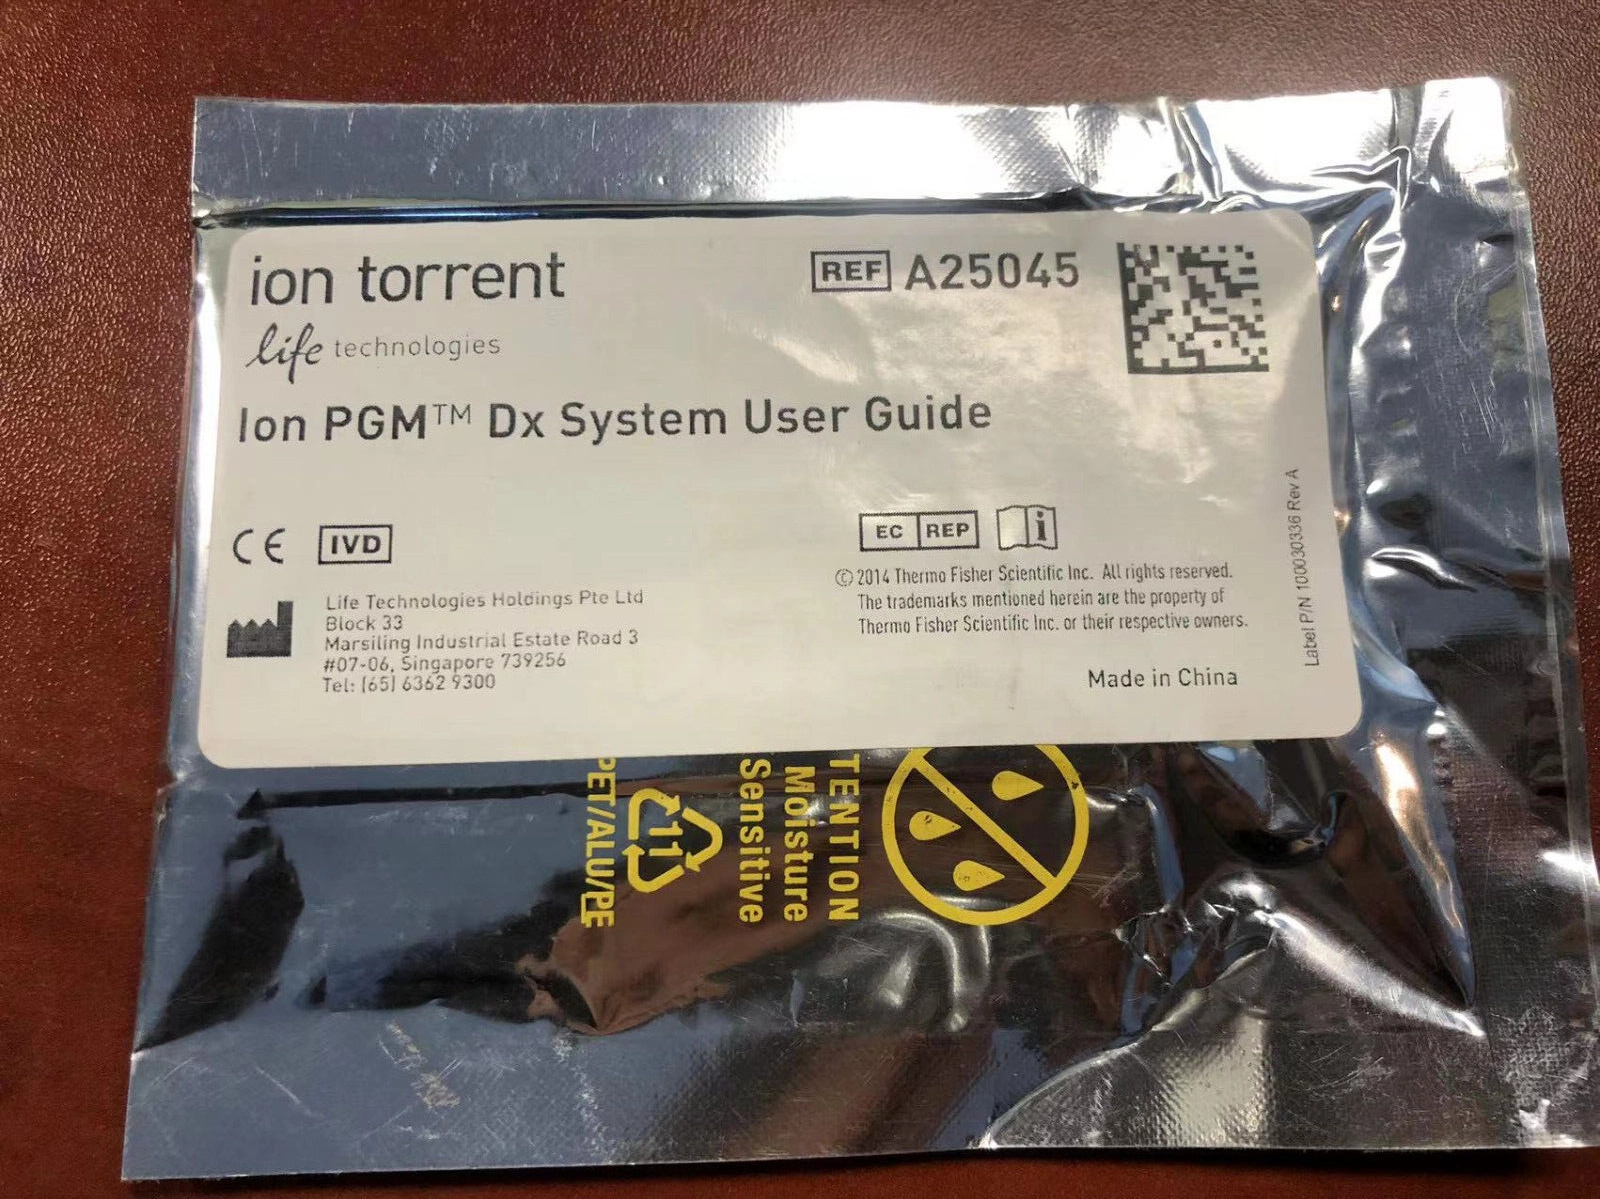 ion torrent
life technologies
REF A25045
Ion PGM™ Dx System User Guide
CE IVD
EC REP i
Life Technologies Holdings Pte Ltd
Block 33
Marsiling Industrial Estate Road 3
#07-06, Singapore 739256
Tel: (65) 6362 9300
© 2014 Thermo Fisher Scientific Inc. All rights reserved.
The trademarks mentioned herein are the property of
Thermo Fisher Scientific Inc. or their respective owners.
Made in China
Label P/N 100030336 Rev A
TENTION
Moisture
Sensitive
11
PET/ALU/PE